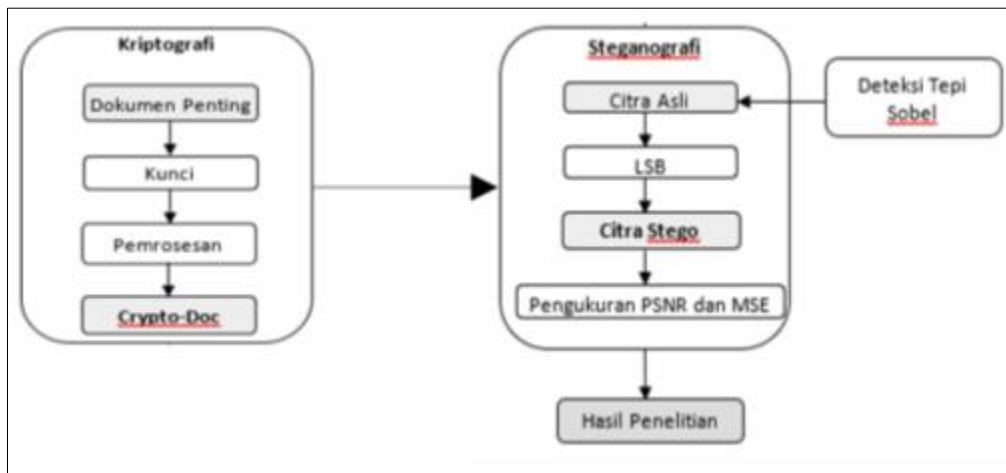 Kriptografi
Dokumen Penting
Kunci
Pemrosesan
Crypto-Doc
Steganografi
Citra Asli
LSB
Citra Stego
Pengukuran PSNR dan MSE
Deteksi Tepi
Sobel
Hasil Penelitian